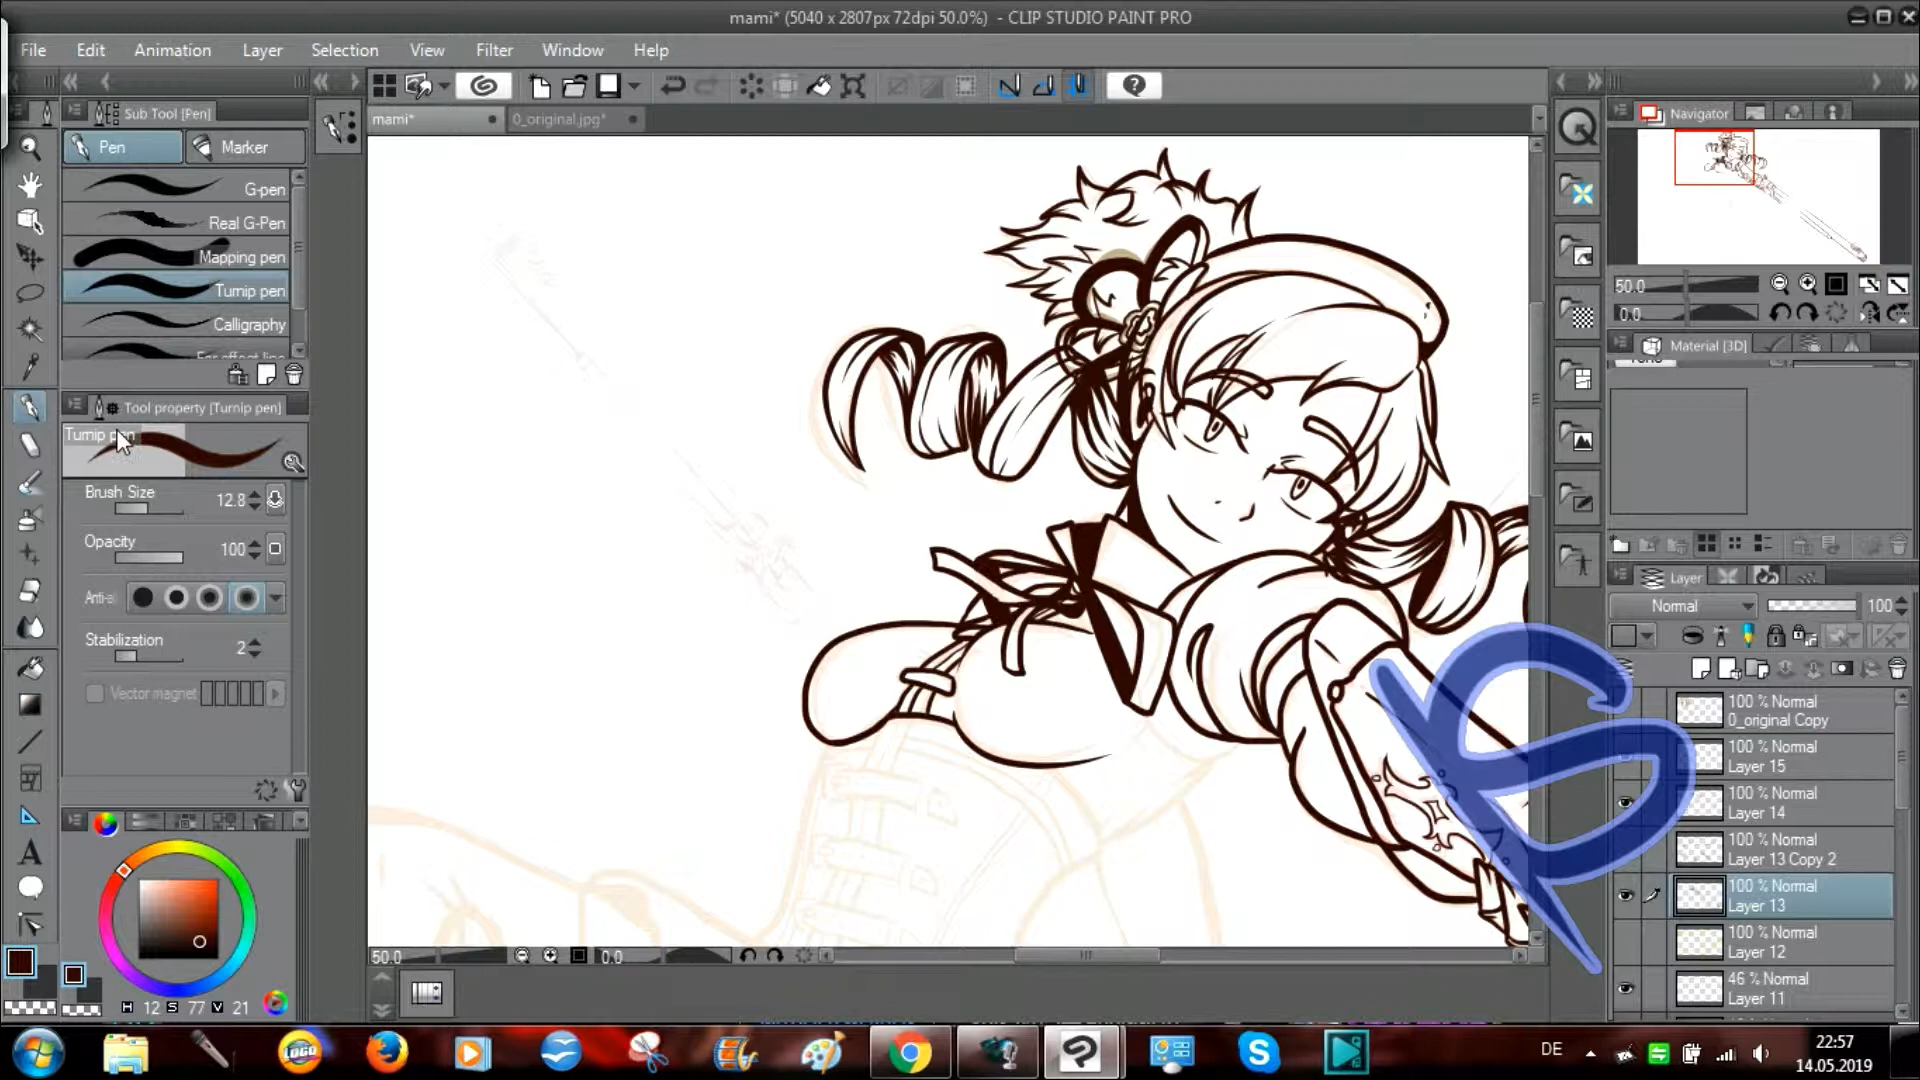 mami* (5040 x 2807px 72dpi 50.0%) - CLIP STUDIO PAINT PRO
File Edit Animation Layer Selection View Filter Window Help
Sub Tool [Pen]
mami* 0_original.jpg*
Navigator
Pen Marker
G-pen
Real G-Pen
Mapping pen
Turnip pen
Calligraphy
50.0
0.0
Material [3D]
Tool property [Turnip pen]
Turnip pen
Brush Size 12.8
Opacity 100
Stabilization 2
Vector magnet
Layer
Normal 100
100 % Normal
0_original Copy
100 % Normal
Layer 15
100 % Normal
Layer 14
100 % Normal
Layer 13 Copy 2
100 % Normal
Layer 13
100 % Normal
Layer 12
46 % Normal
Layer 11
50.0 0.0
H 12 S 77 V 21
LOGO
DE
22:57
14.05.2019